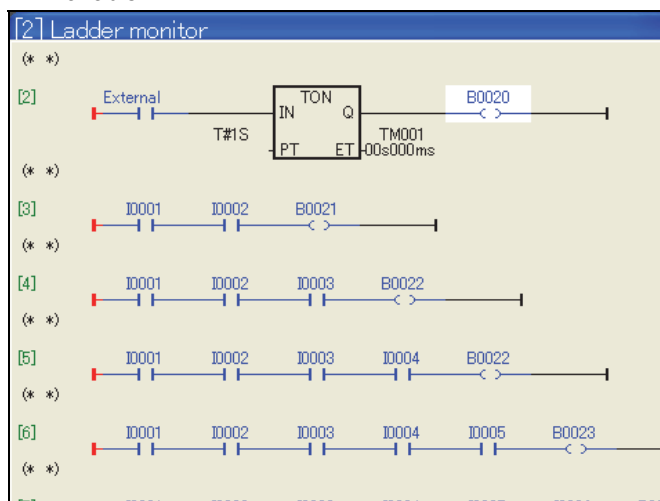 [2] Ladder monitor
(* *)
[2] External TON B0020
IN Q
T#1S TM001
PT ET 00s000ms
(* *)
[3] I0001 I0002 B0021
(* *)
[4] I0001 I0002 I0003 B0022
(* *)
[5] I0001 I0002 I0003 I0004 B0022
(* *)
[6] I0001 I0002 I0003 I0004 I0005 B0023
(* *)